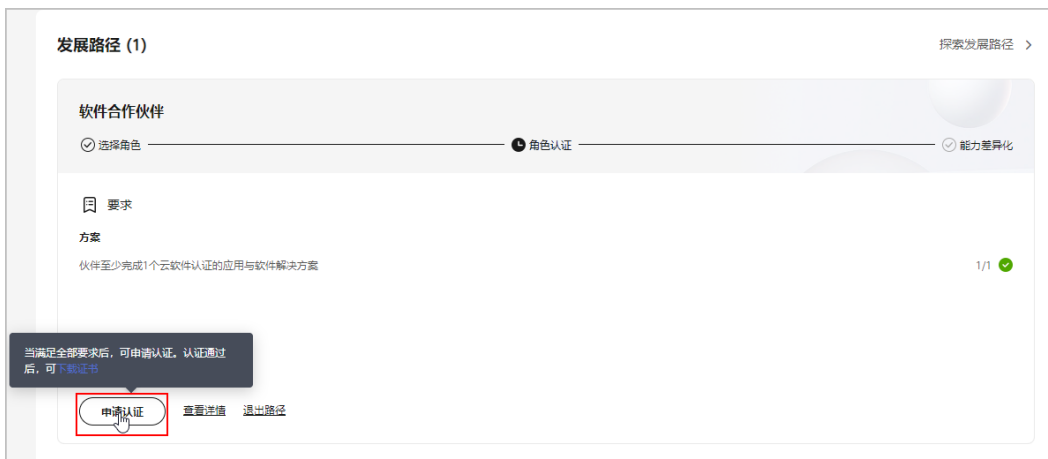 发展路径 (1)
探索发展路径 >
软件合作伙伴
选择角色
角色认证
能力差异化
要求
方案
伙伴至少完成1个云软件认证的应用与软件解决方案
1/1
当满足全部要求后，可申请认证。认证通过
后，可下载证书
申请认证
查看详情
退出路径